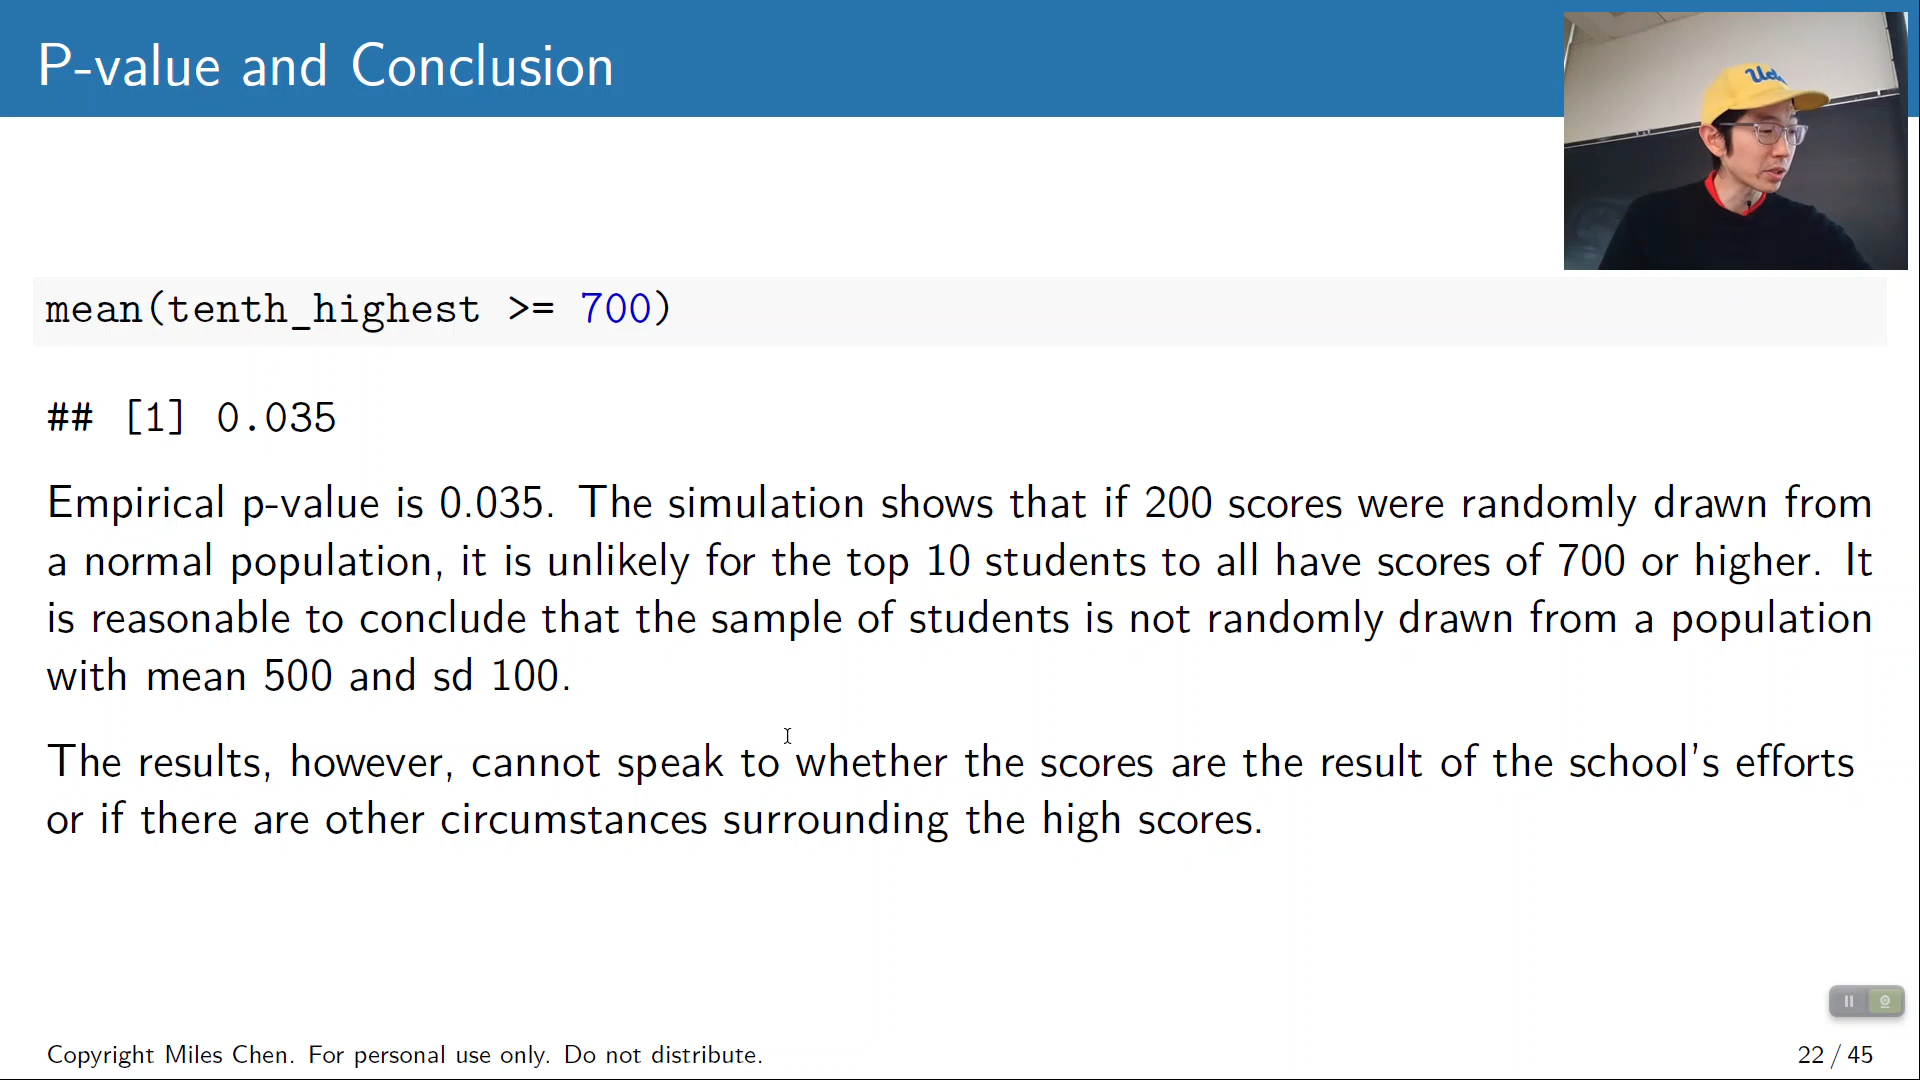 P-value and Conclusion
mean(tenth_highest >= 700)
## [1] 0.035
Empirical p-value is 0.035. The simulation shows that if 200 scores were randomly drawn from
a normal population, it is unlikely for the top 10 students to all have scores of 700 or higher. It
is reasonable to conclude that the sample of students is not randomly drawn from a population
with mean 500 and sd 100.
The results, however, cannot speak to whether the scores are the result of the school's efforts
or if there are other circumstances surrounding the high scores.
Copyright Miles Chen. For personal use only. Do not distribute.
22 / 45